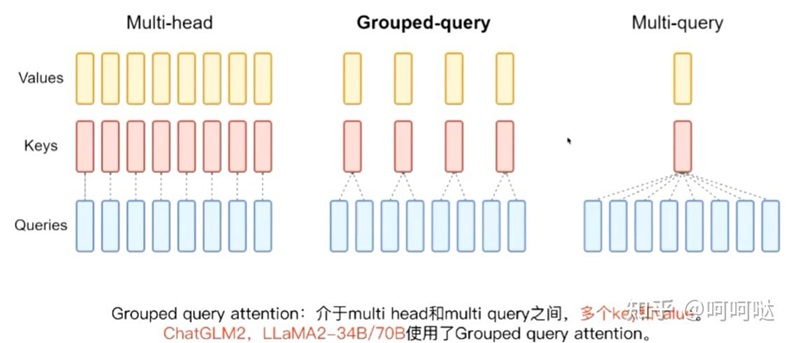 Multi-head
Grouped-query
Multi-query
Values
Keys
Queries
Grouped query attention：介于multi head和multi query之间，多个key和value。
ChatGLM2，LLaMA2-34B/70B使用了Grouped query attention。
知乎 @呵呵哒